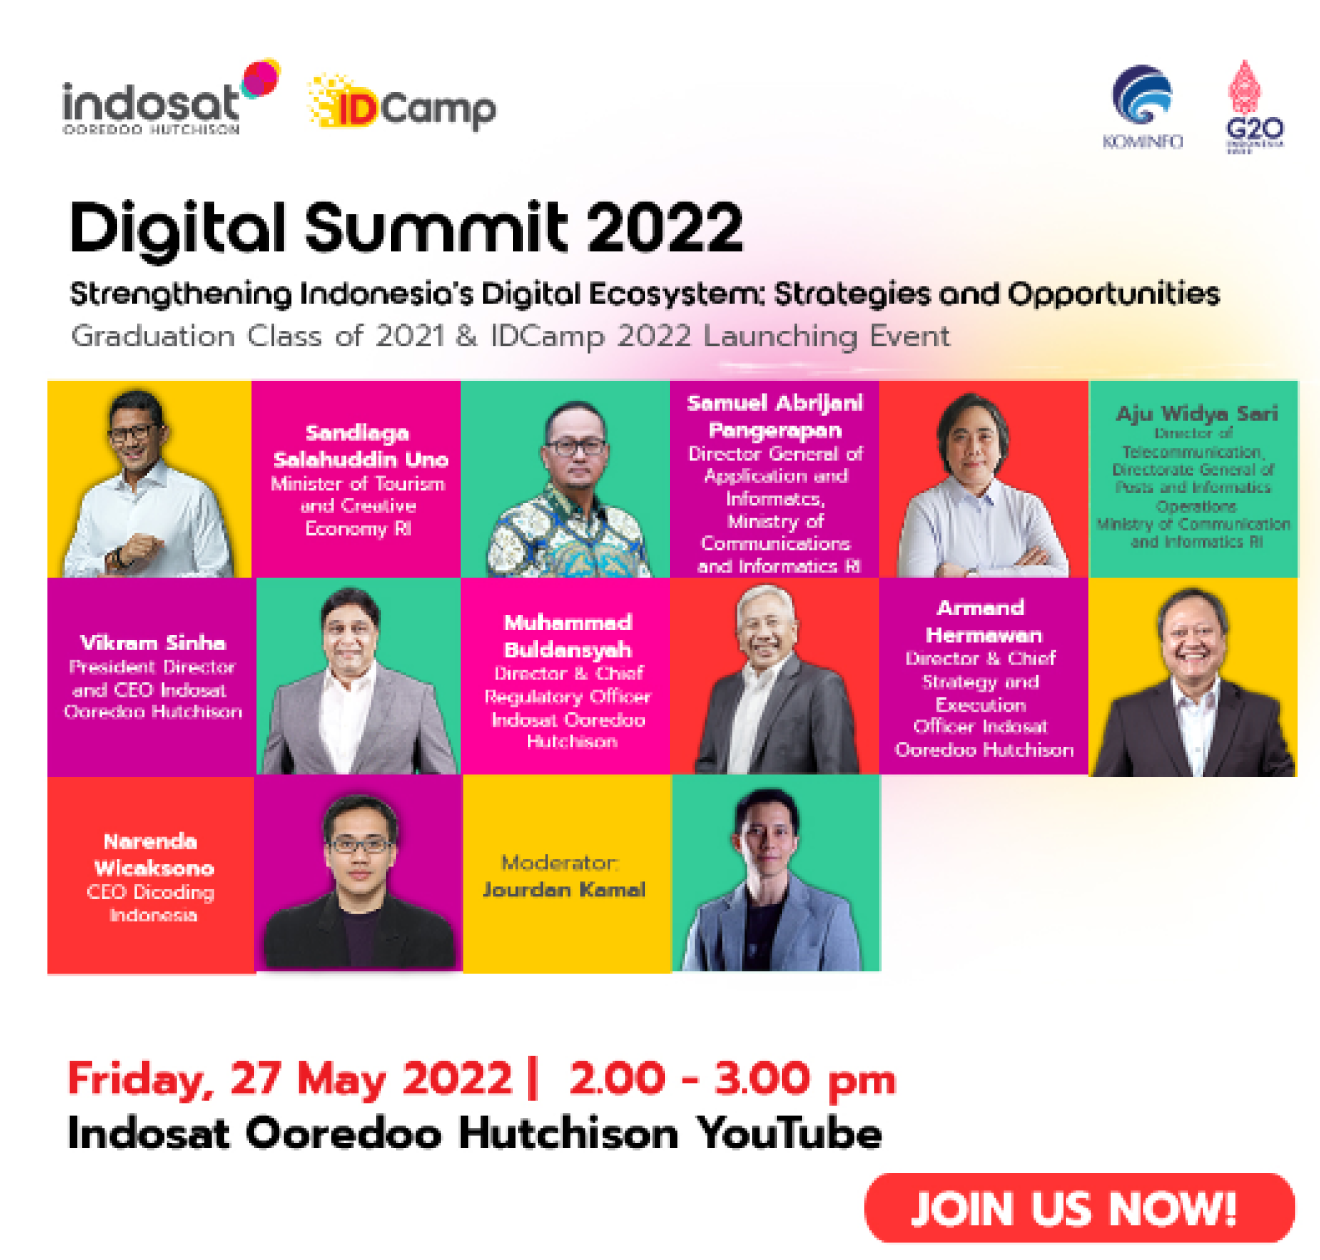 indosat
OOREDOO HUTCHISON
IDCamp
KOMINFO
G20
INDONESIA
2022
Digital Summit 2022
Strengthening Indonesia's Digital Ecosystem: Strategies and Opportunities
Graduation Class of 2021 & IDCamp 2022 Launching Event
Sandiaga
Salahuddin Uno
Minister of Tourism
and Creative
Economy RI
Samuel Abrijani
Pangerapan
Director General of
Application and
Informatcs,
Ministry of
Communications
and Informatics RI
Aju Widya Sari
Director of
Telecommunication,
Directorate General of
Posts and Informatics
Operations
Ministry of Communication
and Informatics RI
Vikram Sinha
President Director
and CEO Indosat
Ooredoo Hutchison
Muhammad
Buldansyah
Director & Chief
Regulatory Officer
Indosat Ooredoo
Hutchison
Armand
Hermawan
Director & Chief
Strategy and
Execution
Officer Indosat
Ooredoo Hutchison
Narenda
Wicaksono
CEO Dicoding
Indonesia
Moderator:
Jourdan Kamal
Friday, 27 May 2022 | 2.00 - 3.00 pm
Indosat Ooredoo Hutchison YouTube
JOIN US NOW!